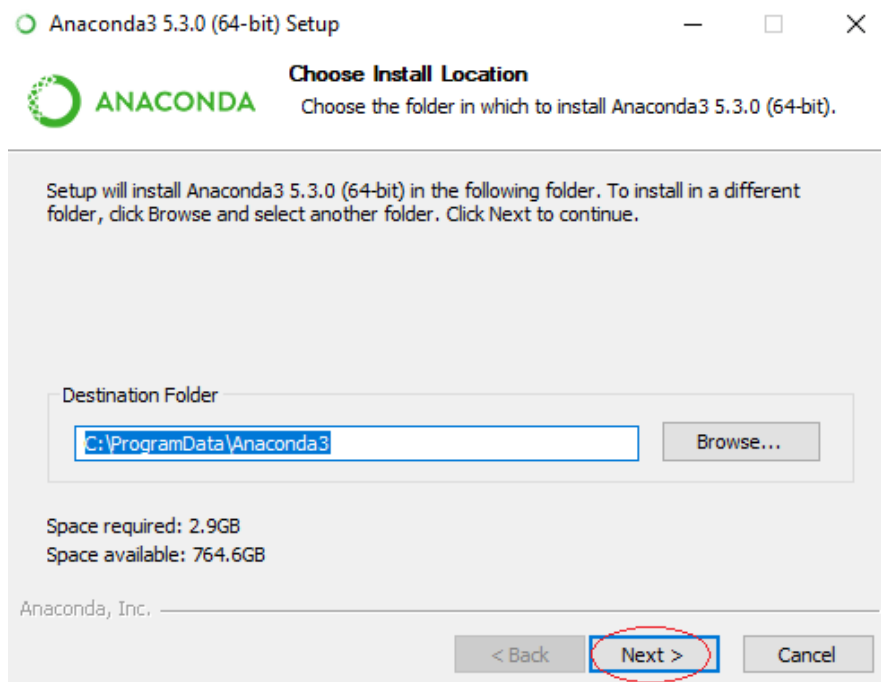 Anaconda3 5.3.0 (64-bit) Setup
ANACONDA
Choose Install Location
Choose the folder in which to install Anaconda3 5.3.0 (64-bit).
Setup will install Anaconda3 5.3.0 (64-bit) in the following folder. To install in a different
folder, click Browse and select another folder. Click Next to continue.
Destination Folder
C:\ProgramData\Anaconda3
Browse...
Space required: 2.9GB
Space available: 764.6GB
Anaconda, Inc.
< Back
Next >
Cancel